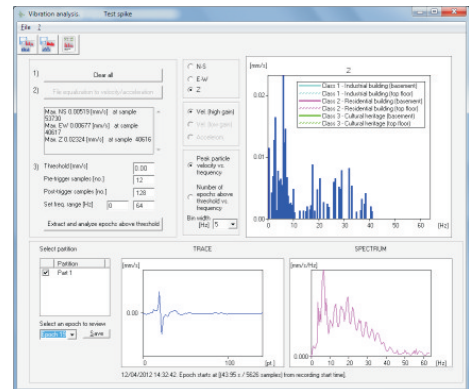 Vibration analysis Test spike
File 2
1) Clear all
2) File equalisation to velocity/acceleration
Max. NS 0.00519 [mm/s] at sample
53730
Max. EW 0.00677 [mm/s] at sample
40617
Max. Z 0.02324 [mm/s] at sample 40616
3) Threshold [mm/s] 0.00
Pre-trigger samples [no.] 12
Post-trigger samples [no.] 128
Set freq. range [Hz] 0 64
Extract and analyze epochs above threshold
N-S
E-W
Z
Vel. (high gain)
Vel. (low gain)
Accelerom.
Peak particle
velocity vs.
frequency
Number of
epochs above
threshold vs.
frequency
Bin width
[Hz] 5
[mm/s] Z
Class 1 - Industrial building (basement)
Class 1 - Industrial building (top floor)
Class 2 - Residential building (basement)
Class 2 - Residential building (top floor)
Class 3 - Cultural heritage (basement)
Class 3 - Cultural heritage (top floor)
0.02
0.01
0.00
0 10 20 30 40 50 60 [Hz]
Select partition
Partition
Part 1
Select an epoch to review
Save
TRACE
[mm/s]
0.00
0 100 [pt.]
SPECTRUM
[mm/s/Hz]
0.000
0 10 20 30 40 50 60 [Hz]
12/04/2012 14:32:42. Epoch starts at [(43.95 s / 5626 samples) from recording start time].